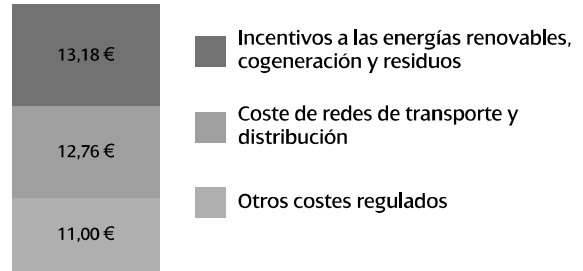 13,18 €
Incentivos a las energías renovables,
cogeneración y residuos
12,76 €
Coste de redes de transporte y
distribución
11,00 €
Otros costes regulados